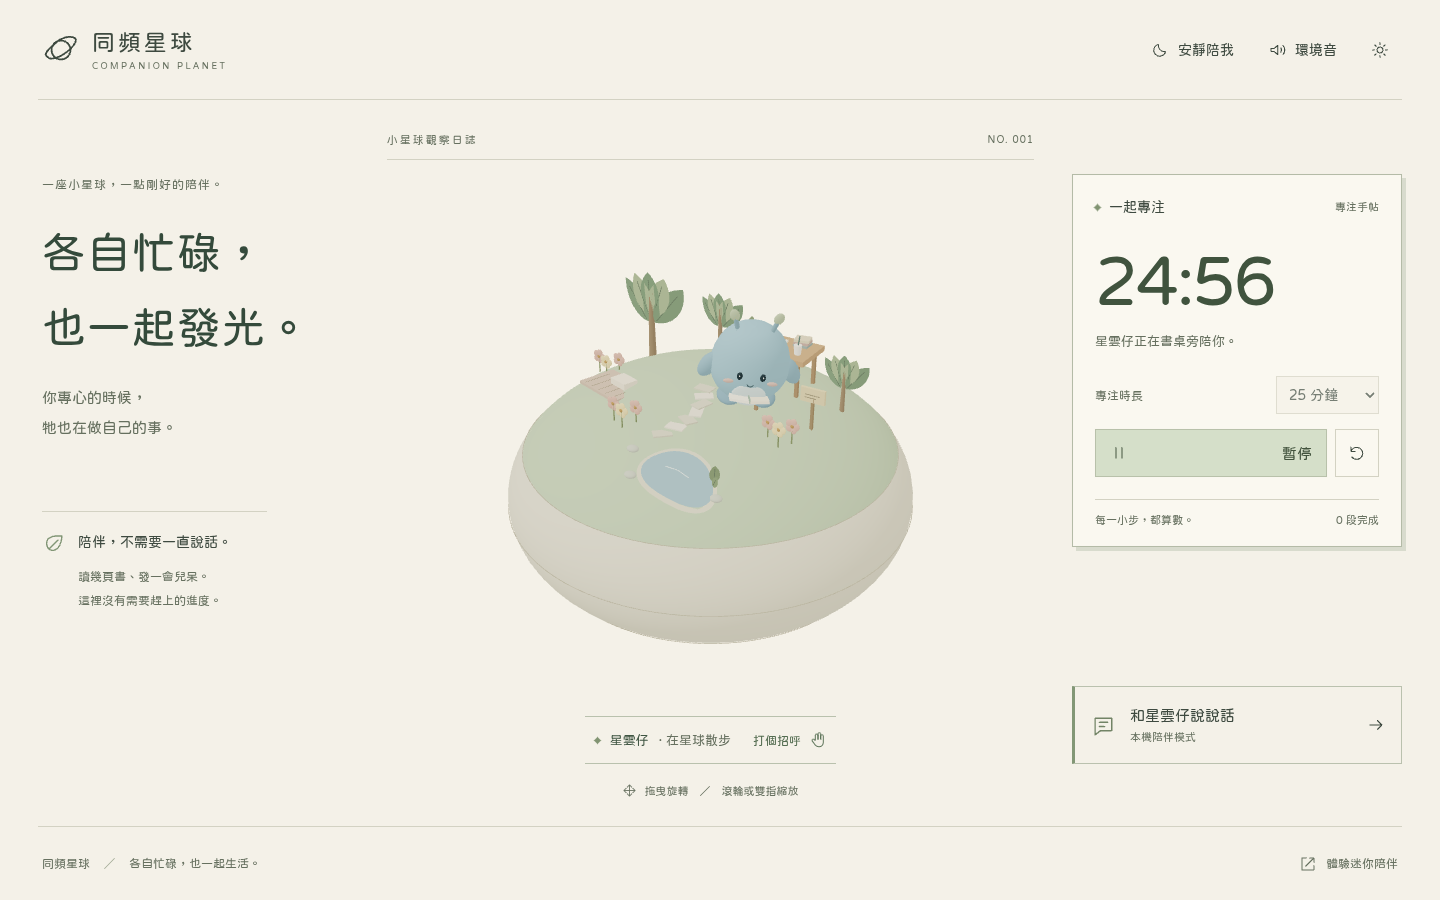 同頻星球
COMPANION PLANET
安靜陪我
環境音
小星球觀察日誌
NO. 001
一座小星球，一點剛好的陪伴。
各自忙碌，
也一起發光。
你專心的時候，
牠也在做自己的事。
陪伴，不需要一直說話。
讀幾頁書、發一會兒呆。
這裡沒有需要趕上的進度。
一起專注
專注手帖
24:56
星雲仔正在書桌旁陪你。
專注時長
25 分鐘
暫停
每一小步，都算數。
0 段完成
和星雲仔說說話
本機陪伴模式
星雲仔 · 在星球散步
打個招呼
拖曳旋轉 ／ 滾輪或雙指縮放
同頻星球 ／ 各自忙碌，也一起生活。
體驗迷你陪伴